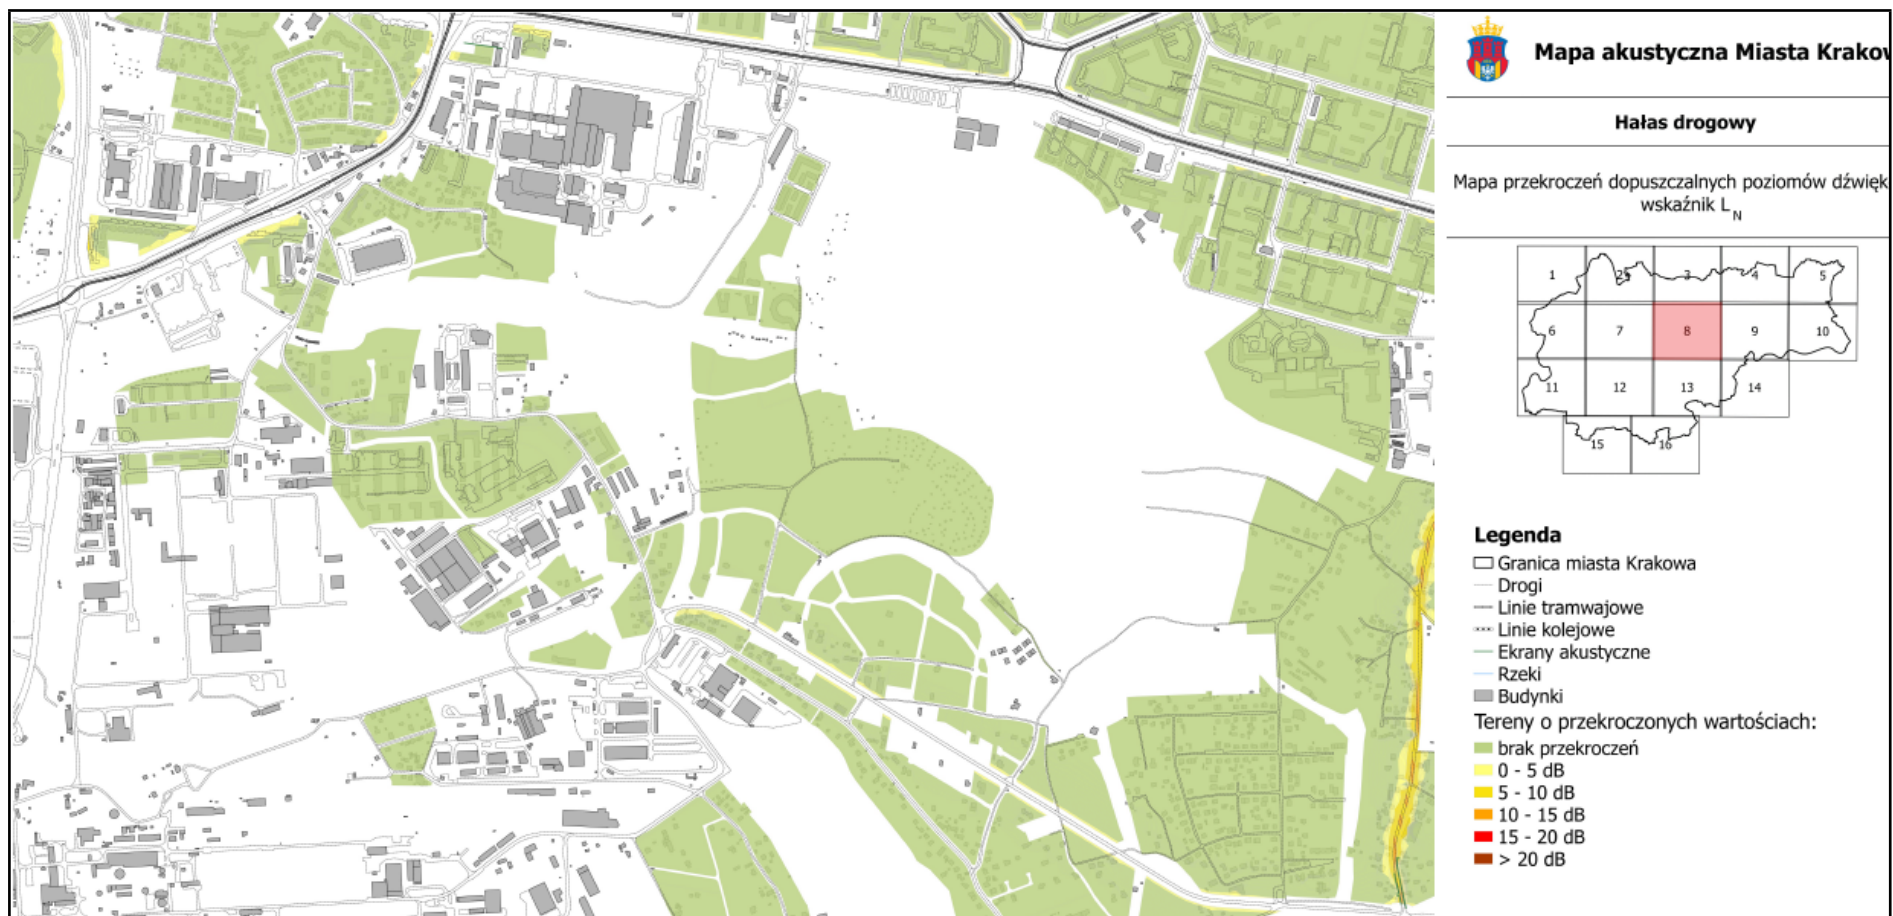 Mapa akustyczna Miasta Krakow
Hałas drogowy
Mapa przekroczeń dopuszczalnych poziomów dźwięk
wskaźnik L N
1 2 3 4 5
6 7 8 9 10
11 12 13 14
15 16
Legenda
Granica miasta Krakowa
Drogi
Linie tramwajowe
Linie kolejowe
Ekrany akustyczne
Rzeki
Budynki
Tereny o przekroczonych wartościach:
brak przekroczeń
0 - 5 dB
5 - 10 dB
10 - 15 dB
15 - 20 dB
> 20 dB